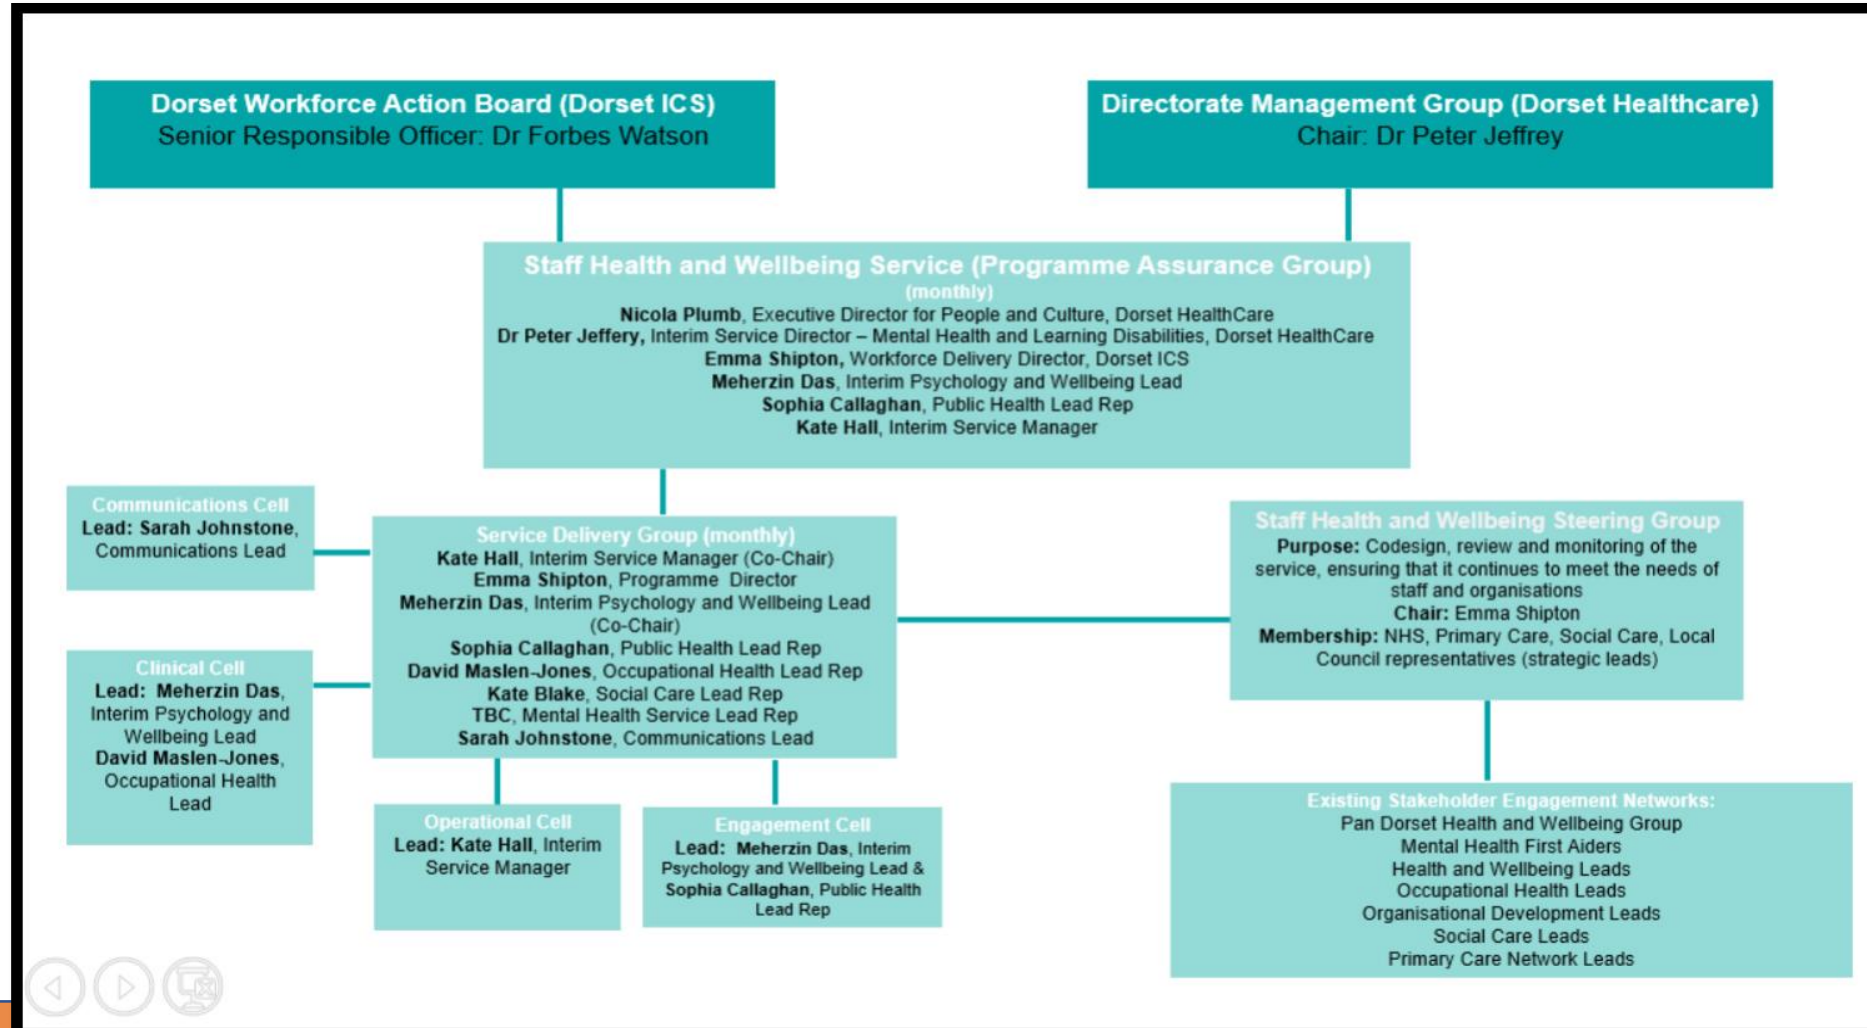 Dorset Workforce Action Board (Dorset ICS)
Senior Responsible Officer: Dr Forbes Watson
Directorate Management Group (Dorset Healthcare)
Chair: Dr Peter Jeffrey
Staff Health and Wellbeing Service (Programme Assurance Group)
(monthly)
Nicola Plumb, Executive Director for People and Culture, Dorset HealthCare
Dr Peter Jeffery, Interim Service Director – Mental Health and Learning Disabilities, Dorset HealthCare
Emma Shipton, Workforce Delivery Director, Dorset ICS
Meherzin Das, Interim Psychology and Wellbeing Lead
Sophia Callaghan, Public Health Lead Rep
Kate Hall, Interim Service Manager
Communications Cell
Lead: Sarah Johnstone,
Communications Lead
Clinical Cell
Lead: Meherzin Das,
Interim Psychology and
Wellbeing Lead
David Maslen-Jones,
Occupational Health
Lead
Service Delivery Group (monthly)
Kate Hall, Interim Service Manager (Co-Chair)
Emma Shipton, Programme Director
Meherzin Das, Interim Psychology and Wellbeing Lead
(Co-Chair)
Sophia Callaghan, Public Health Lead Rep
David Maslen-Jones, Occupational Health Lead Rep
Kate Blake, Social Care Lead Rep
TBC, Mental Health Service Lead Rep
Sarah Johnstone, Communications Lead
Operational Cell
Lead: Kate Hall, Interim
Service Manager
Engagement Cell
Lead: Meherzin Das, Interim
Psychology and Wellbeing Lead &
Sophia Callaghan, Public Health
Lead Rep
Staff Health and Wellbeing Steering Group
Purpose: Codesign, review and monitoring of the
service, ensuring that it continues to meet the needs of
staff and organisations
Chair: Emma Shipton
Membership: NHS, Primary Care, Social Care, Local
Council representatives (strategic leads)
Existing Stakeholder Engagement Networks:
Pan Dorset Health and Wellbeing Group
Mental Health First Aiders
Health and Wellbeing Leads
Occupational Health Leads
Organisational Development Leads
Social Care Leads
Primary Care Network Leads